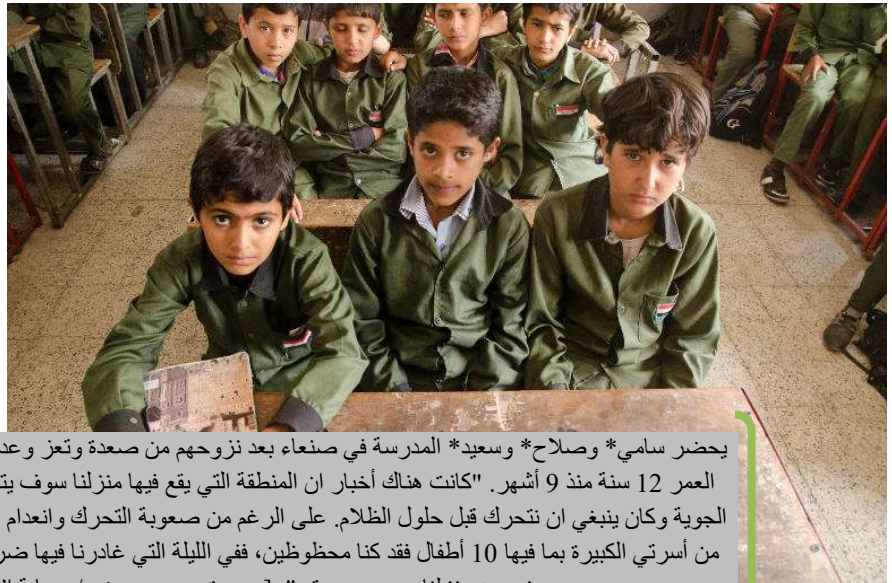 يحضر سامي* وصلاح* وسعيد* المدرسة في صنعاء بعد نزوحهم من صعدة وتعز
العمر 12 سنة منذ 9 أشهر. "كانت هناك أخبار ان المنطقة التي يقع فيها منزلنا سوف
الجوية وكان ينبغي ان نتحرك قبل حلول الظلام. على الرغم من صعوبة التحرك وانعدام
من أسرتي الكبيرة بما فيها 10 أطفال فقد كنا محظوظين، ففي الليلة التي غادرنا فيها